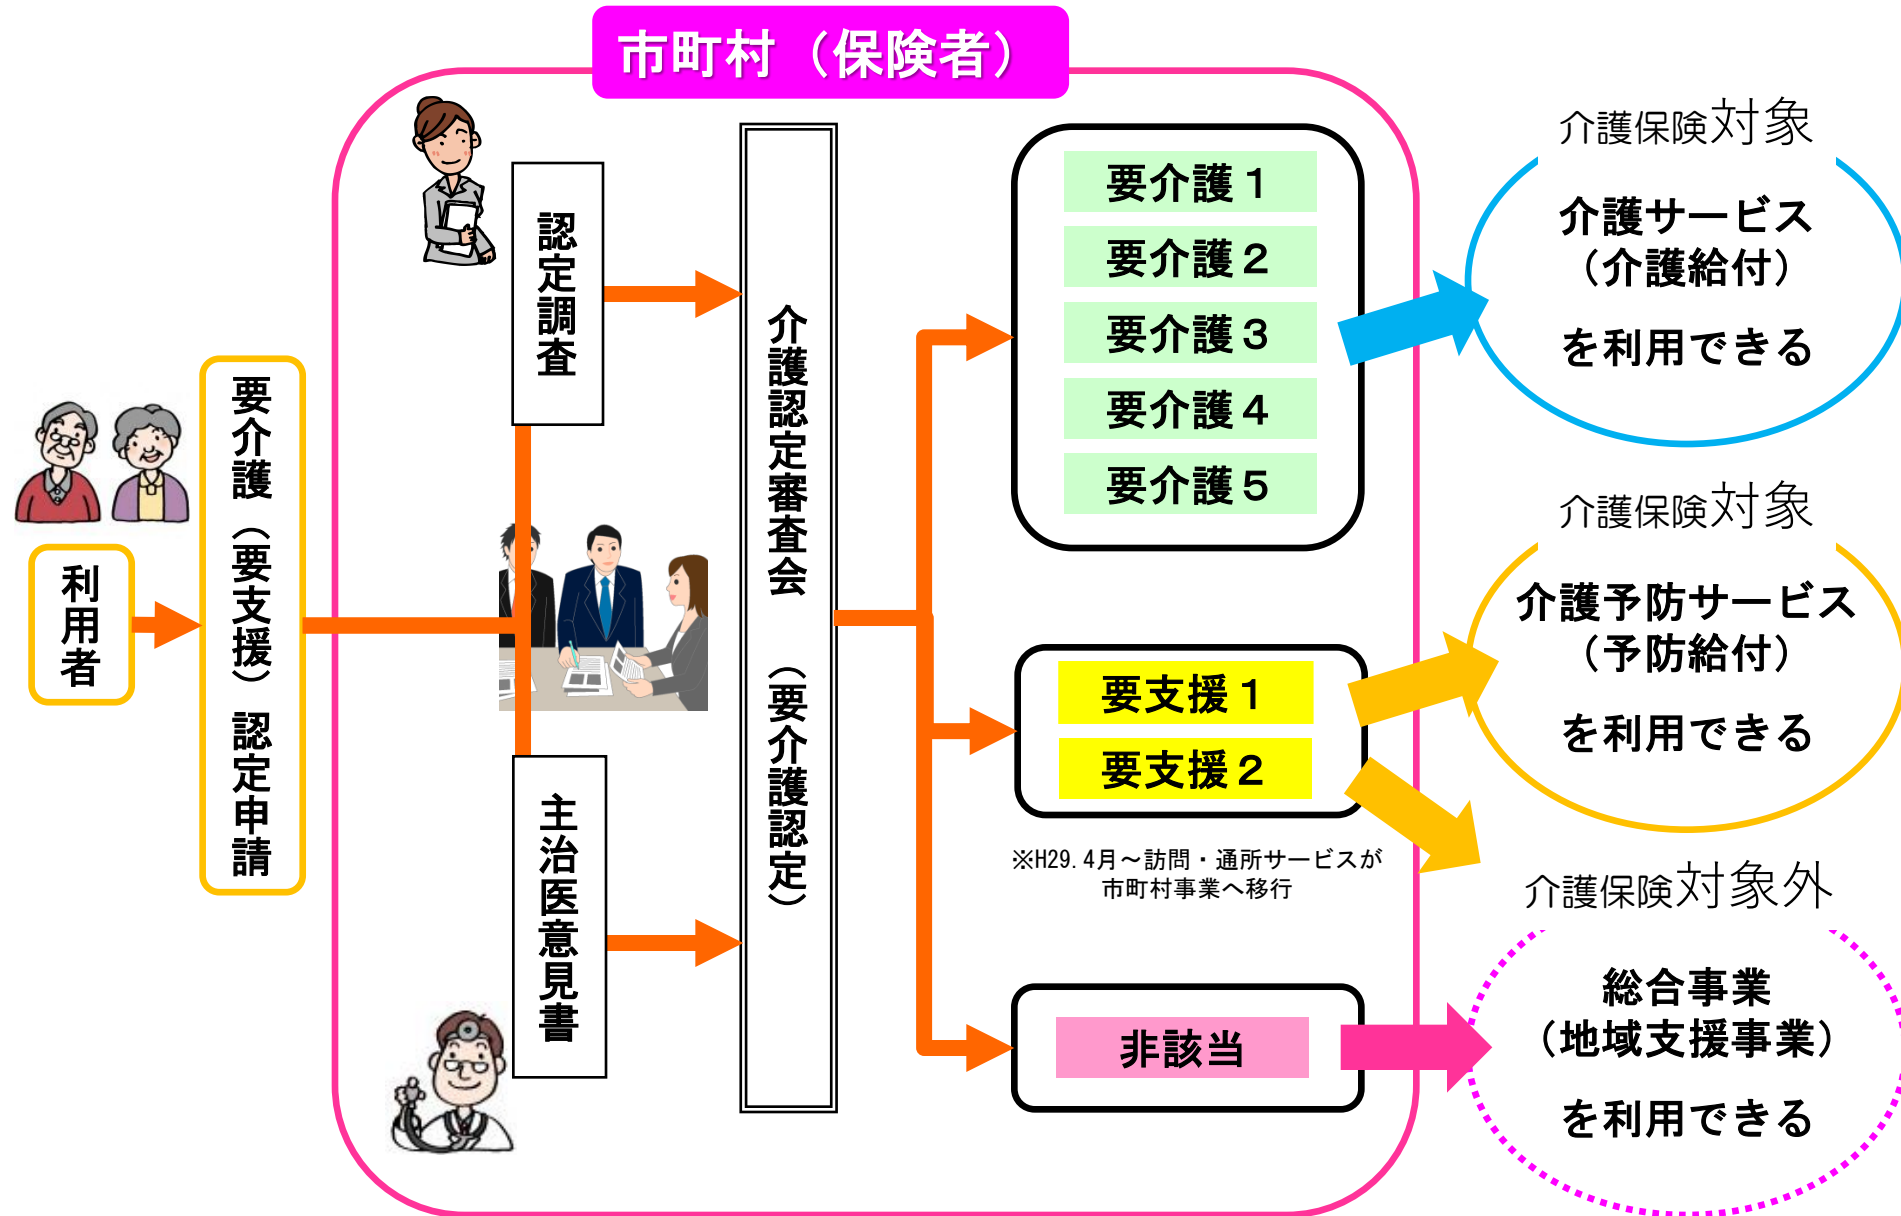 市町村（保険者）
利用者
要介護（要支援）認定申請
認定調査
主治医意見書
介護認定審査会（要介護認定）
要介護１
要介護２
要介護３
要介護４
要介護５
要支援１
要支援２
※H29.4月～訪問・通所サービスが
市町村事業へ移行
非該当
介護保険対象
介護サービス
（介護給付）
を利用できる
介護保険対象
介護予防サービス
（予防給付）
を利用できる
介護保険対象外
総合事業
（地域支援事業）
を利用できる